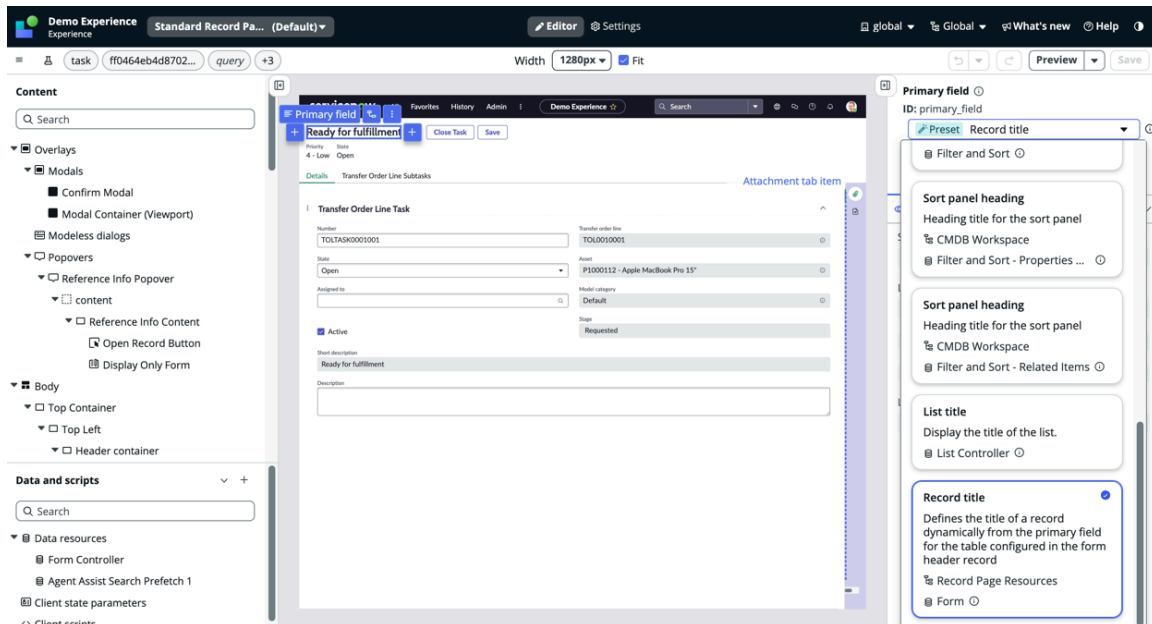 Demo Experience
Experience
Standard Record Pa... (Default)
Editor
Settings
global
Global
What's new
Help
task
ff0464eb4d8702...
query
+3
Width
1280px
Fit
Preview
Save
Content
Search
Overlays
Modals
Confirm Modal
Modal Container (Viewport)
Modeless dialogs
Popovers
Reference Info Popover
content
Reference Info Content
Open Record Button
Display Only Form
Body
Top Container
Top Left
Header container
Data and scripts
Search
Data resources
Form Controller
Agent Assist Search Prefetch 1
Client state parameters
Client scripts
Favorites
History
Admin
Demo Experience
Search
Primary field
Ready for fulfillment
Close Task
Save
Priority
State
4 - Low
Open
Details
Transfer Order Line Subtasks
Attachment tab item
Transfer Order Line Task
Number
TOLTASK0001001
Transfer order line
TOL0010001
State
Open
Asset
P1000112 - Apple MacBook Pro 15"
Assigned to
Model category
Default
Active
Stage
Requested
Short description
Ready for fulfillment
Description
Primary field
ID: primary_field
Preset
Record title
Filter and Sort
Sort panel heading
Heading title for the sort panel
CMDB Workspace
Filter and Sort - Properties ...
Sort panel heading
Heading title for the sort panel
CMDB Workspace
Filter and Sort - Related Items
List title
Display the title of the list.
List Controller
Record title
Defines the title of a record
dynamically from the primary field
for the table configured in the form
header record
Record Page Resources
Form